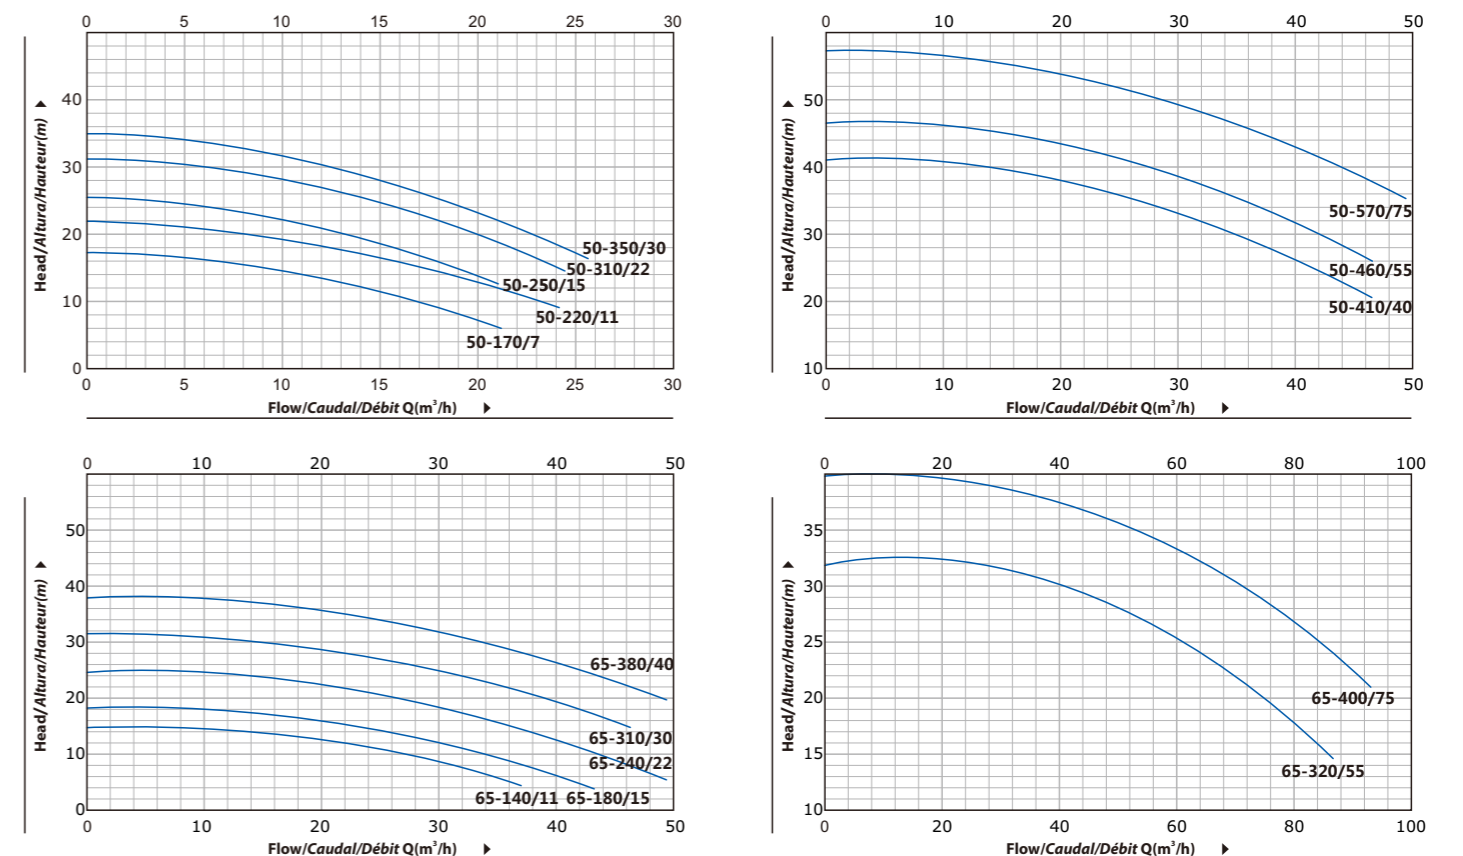 0 5 10 15 20 25 30
40
30
20
10
0
Head/Altura/Hauteur(m)
50-350/30
50-310/22
50-250/15
50-220/11
50-170/7
0 5 10 15 20 25 30
Flow/Caudal/Débit Q(m³/h)
0 10 20 30 40 50
50
40
30
20
10
Head/Altura/Hauteur(m)
50-570/75
50-460/55
50-410/40
0 10 20 30 40 50
Flow/Caudal/Débit Q(m³/h)
0 10 20 30 40 50
50
40
30
20
10
0
Head/Altura/Hauteur(m)
65-380/40
65-310/30
65-240/22
65-140/11 65-180/15
0 10 20 30 40 50
Flow/Caudal/Débit Q(m³/h)
0 20 40 60 80 100
35
30
25
20
15
10
Head/Altura/Hauteur(m)
65-400/75
65-320/55
0 20 40 60 80 100
Flow/Caudal/Débit Q(m³/h)